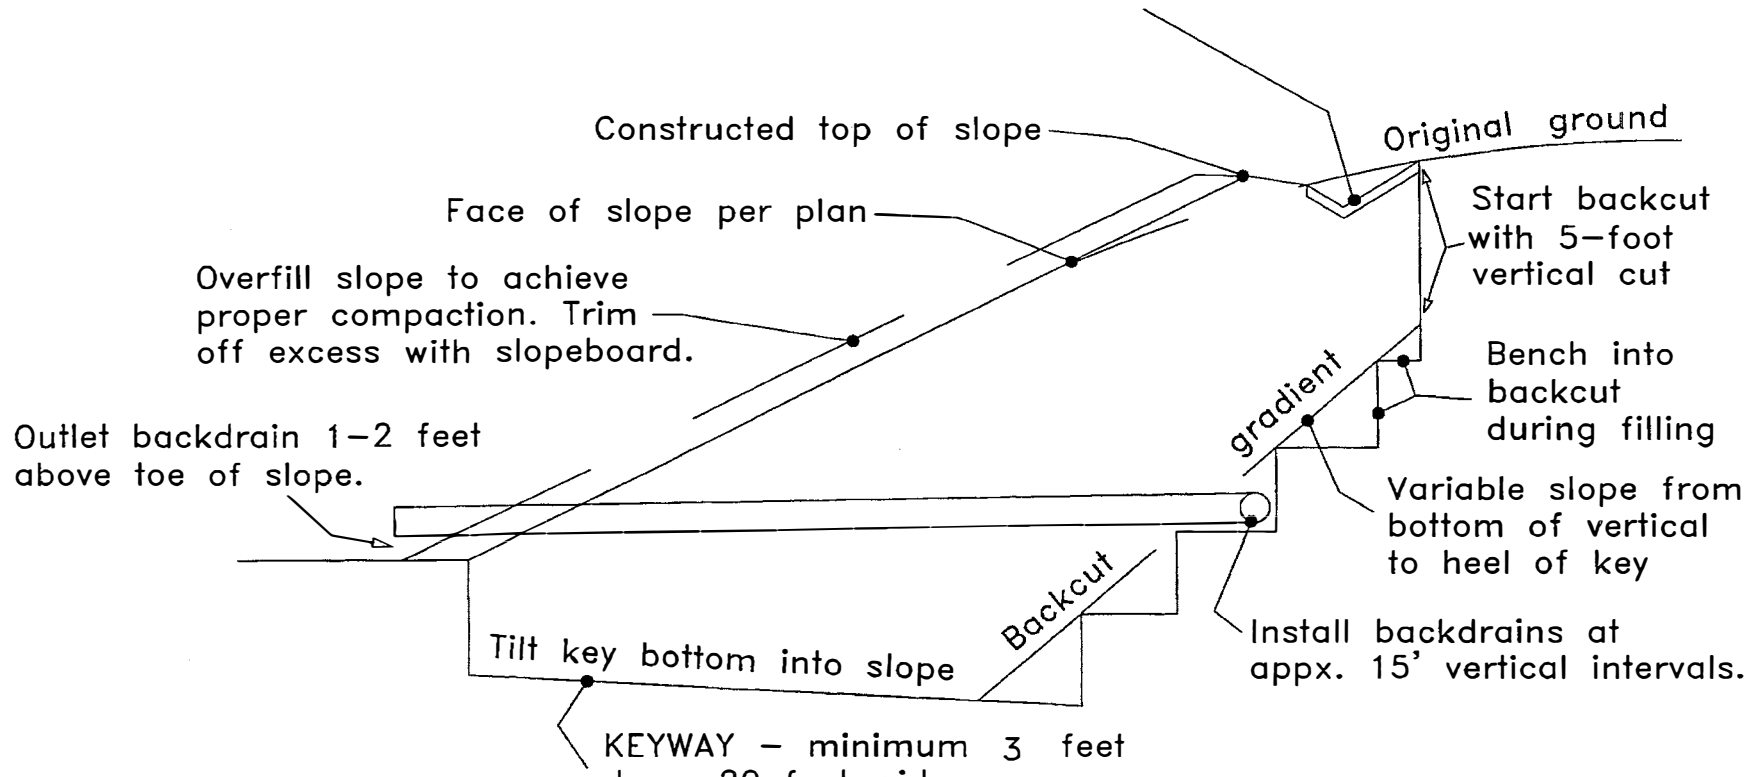 Constructed top of slope
Original ground
Face of slope per plan
Start backcut
with 5-foot
vertical cut
Overfill slope to achieve
proper compaction. Trim
off excess with slopeboard.
Bench into
backcut
during filling
gradient
Outlet backdrain 1-2 feet
above toe of slope.
Variable slope from
bottom of vertical
to heel of key
Backcut
Install backdrains at
appx. 15' vertical intervals.
Tilt key bottom into slope
KEYWAY - minimum 3 feet